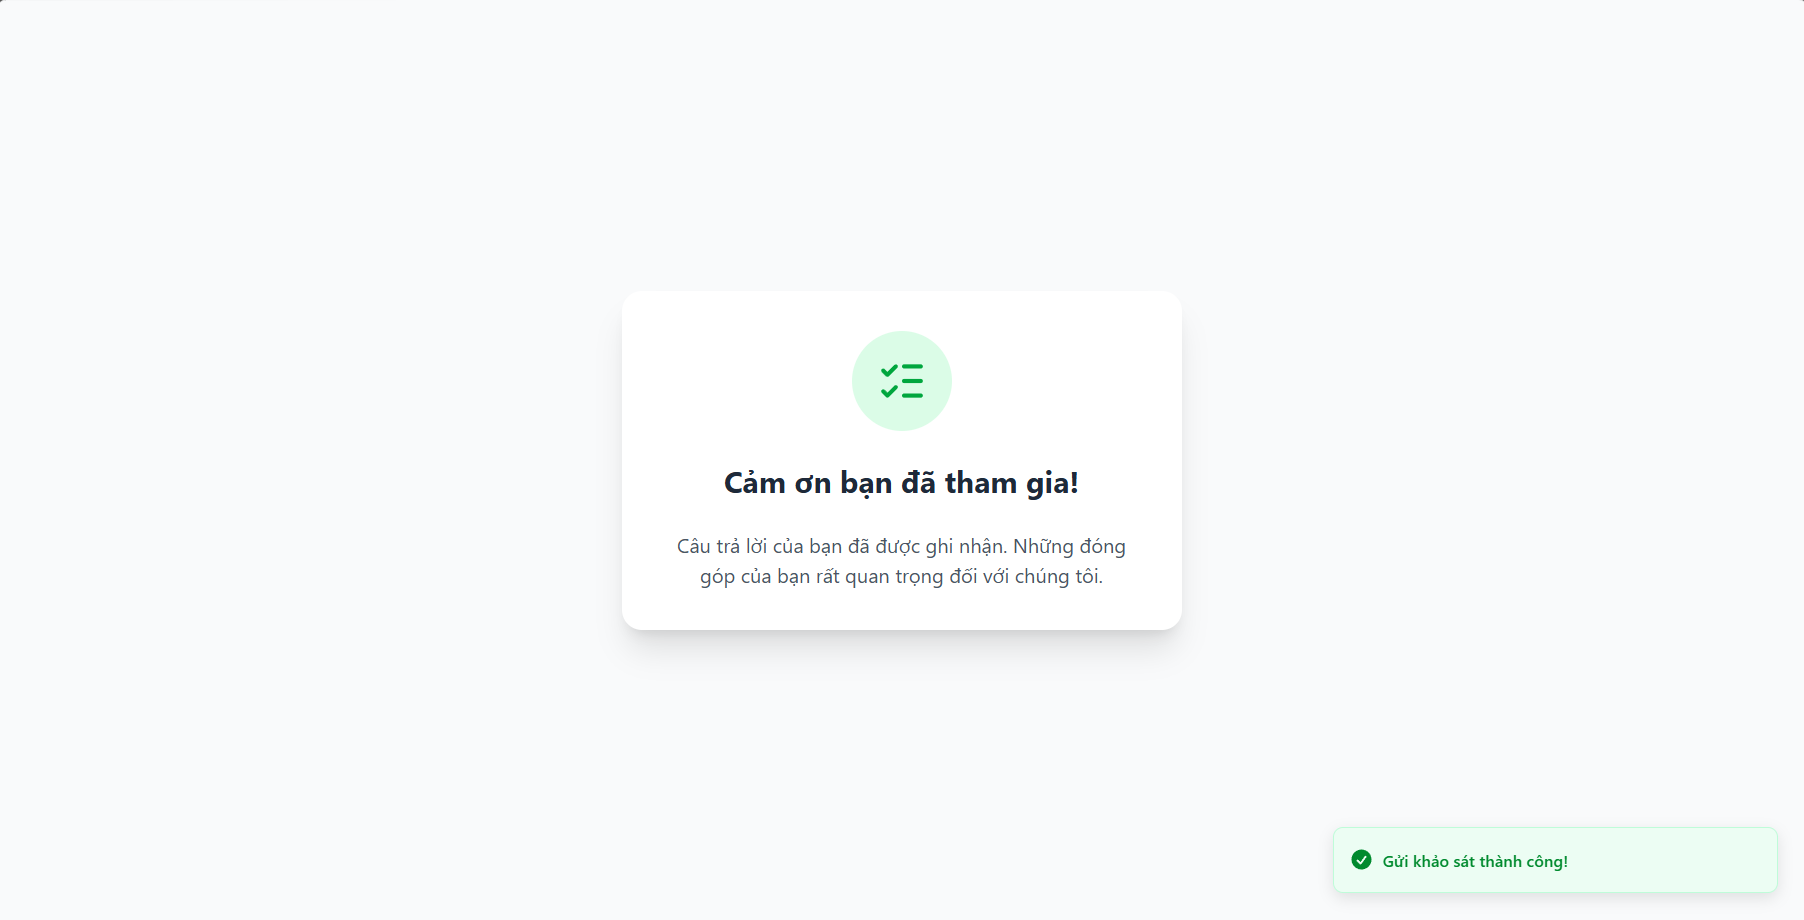 Cảm ơn bạn đã tham gia!
Câu trả lời của bạn đã được ghi nhận. Những đóng
góp của bạn rất quan trọng đối với chúng tôi.
Gửi khảo sát thành công!